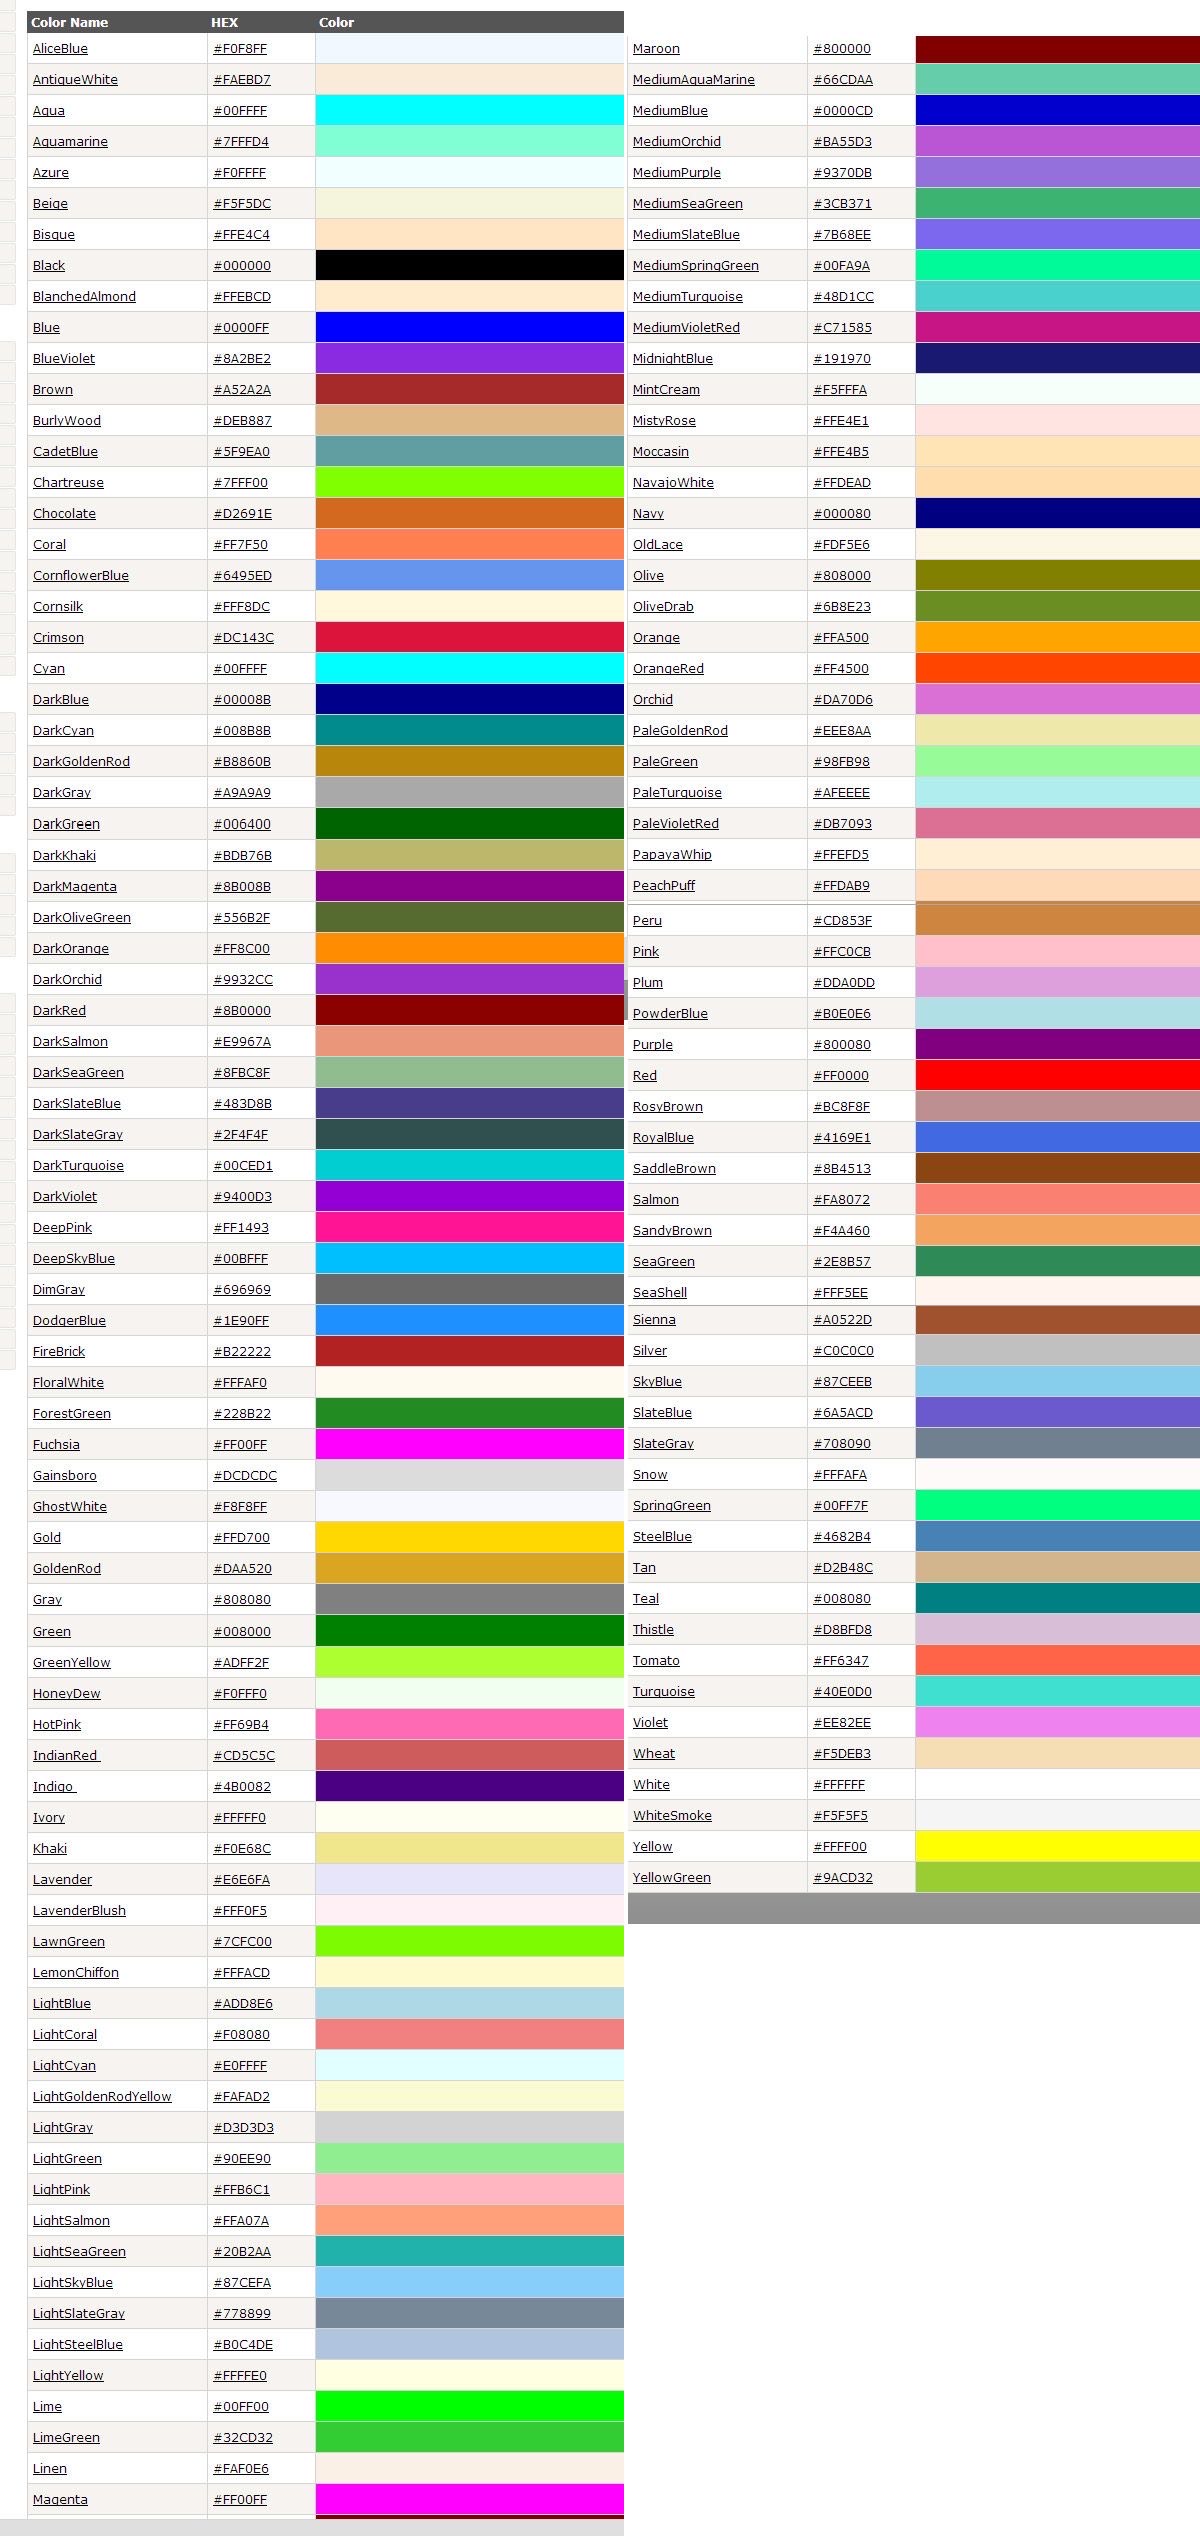 Color Name HEX Color
AliceBlue #F0F8FF
AntiqueWhite #FAEBD7
Aqua #00FFFF
Aquamarine #7FFFD4
Azure #F0FFFF
Beige #F5F5DC
Bisque #FFE4C4
Black #000000
BlanchedAlmond #FFEBCD
Blue #0000FF
BlueViolet #8A2BE2
Brown #A52A2A
BurlyWood #DEB887
CadetBlue #5F9EA0
Chartreuse #7FFF00
Chocolate #D2691E
Coral #FF7F50
CornflowerBlue #6495ED
Cornsilk #FFF8DC
Crimson #DC143C
Cyan #00FFFF
DarkBlue #00008B
DarkCyan #008B8B
DarkGoldenRod #B8860B
DarkGray #A9A9A9
DarkGreen #006400
DarkKhaki #BDB76B
DarkMagenta #8B008B
DarkOliveGreen #556B2F
DarkOrange #FF8C00
DarkOrchid #9932CC
DarkRed #8B0000
DarkSalmon #E9967A
DarkSeaGreen #8FBC8F
DarkSlateBlue #483D8B
DarkSlateGray #2F4F4F
DarkTurquoise #00CED1
DarkViolet #9400D3
DeepPink #FF1493
DeepSkyBlue #00BFFF
DimGray #696969
DodgerBlue #1E90FF
FireBrick #B22222
FloralWhite #FFFAF0
ForestGreen #228B22
Fuchsia #FF00FF
Gainsboro #DCDCDC
GhostWhite #F8F8FF
Gold #FFD700
GoldenRod #DAA520
Gray #808080
Green #008000
GreenYellow #ADFF2F
HoneyDew #F0FFF0
HotPink #FF69B4
IndianRed #CD5C5C
Indigo #4B0082
Ivory #FFFFF0
Khaki #F0E68C
Lavender #E6E6FA
LavenderBlush #FFF0F5
LawnGreen #7CFC00
LemonChiffon #FFFACD
LightBlue #ADD8E6
LightCoral #F08080
LightCyan #E0FFFF
LightGoldenRodYellow #FAFAD2
LightGray #D3D3D3
LightGreen #90EE90
LightPink #FFB6C1
LightSalmon #FFA07A
LightSeaGreen #20B2AA
LightSkyBlue #87CEFA
LightSlateGray #778899
LightSteelBlue #B0C4DE
LightYellow #FFFFE0
Lime #00FF00
LimeGreen #32CD32
Linen #FAF0E6
Magenta #FF00FF
Maroon #800000
MediumAquaMarine #66CDAA
MediumBlue #0000CD
MediumOrchid #BA55D3
MediumPurple #9370DB
MediumSeaGreen #3CB371
MediumSlateBlue #7B68EE
MediumSpringGreen #00FA9A
MediumTurquoise #48D1CC
MediumVioletRed #C71585
MidnightBlue #191970
MintCream #F5FFFA
MistyRose #FFE4E1
Moccasin #FFE4B5
NavajoWhite #FFDEAD
Navy #000080
OldLace #FDF5E6
Olive #808000
OliveDrab #6B8E23
Orange #FFA500
OrangeRed #FF4500
Orchid #DA70D6
PaleGoldenRod #EEE8AA
PaleGreen #98FB98
PaleTurquoise #AFEEEE
PaleVioletRed #DB7093
PapayaWhip #FFEFD5
PeachPuff #FFDAB9
Peru #CD853F
Pink #FFC0CB
Plum #DDA0DD
PowderBlue #B0E0E6
Purple #800080
Red #FF0000
RosyBrown #BC8F8F
RoyalBlue #4169E1
SaddleBrown #8B4513
Salmon #FA8072
SandyBrown #F4A460
SeaGreen #2E8B57
SeaShell #FFF5EE
Sienna #A0522D
Silver #C0C0C0
SkyBlue #87CEEB
SlateBlue #6A5ACD
SlateGray #708090
Snow #FFFAFA
SpringGreen #00FF7F
SteelBlue #4682B4
Tan #D2B48C
Teal #008080
Thistle #D8BFD8
Tomato #FF6347
Turquoise #40E0D0
Violet #EE82EE
Wheat #F5DEB3
White #FFFFFF
WhiteSmoke #F5F5F5
Yellow #FFFF00
YellowGreen #9ACD32